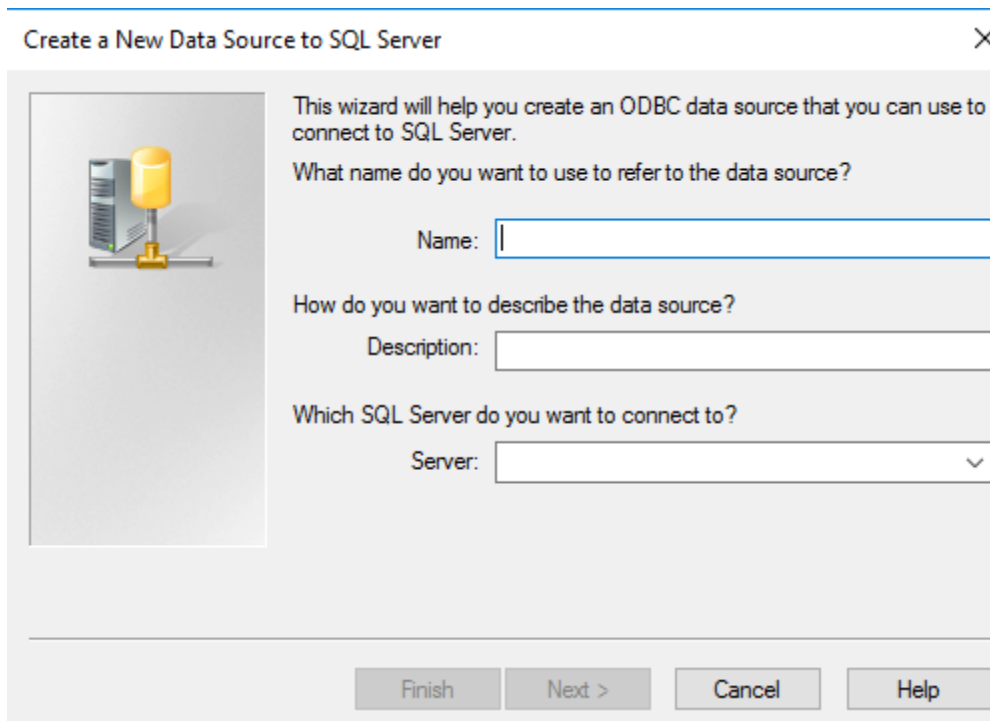 Create a New Data Source to SQL Server
This wizard will help you create an ODBC data source that you can use to
connect to SQL Server.
What name do you want to use to refer to the data source?
Name:
How do you want to describe the data source?
Description:
Which SQL Server do you want to connect to?
Server:
Finish
Next >
Cancel
Help